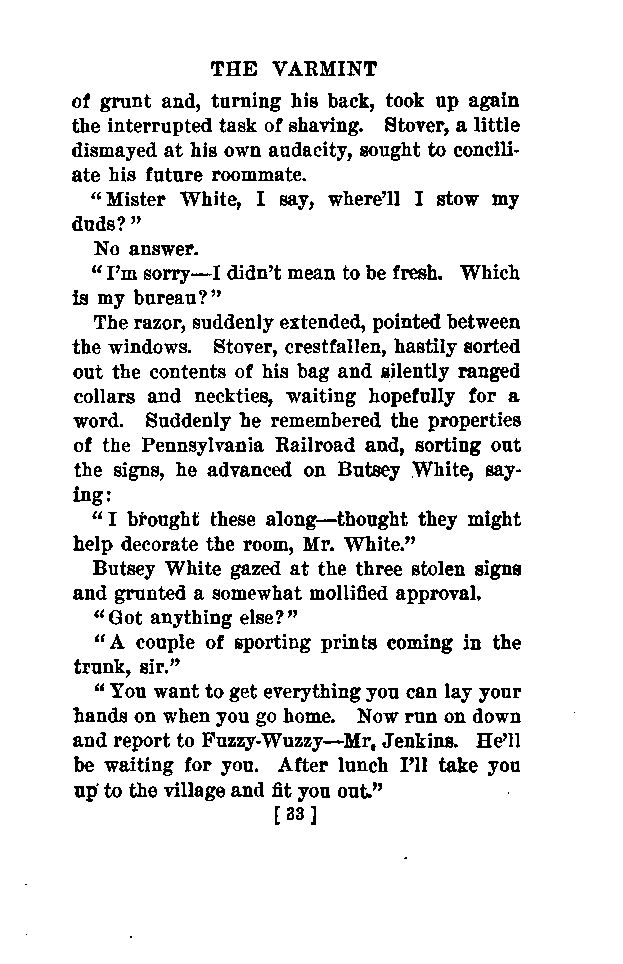 THE VARMINT
of grunt and, turning his back, took up again
the interrupted task of shaving. Stover, a little
dismayed at his own audacity, sought to concili-
ate his future roommate.
"Mister White, I say, where'll I stow my
duds?"
No answer.
"I'm sorry—I didn't mean to be fresh. Which
is my bureau?"
The razor, suddenly extended, pointed between
the windows. Stover, crestfallen, hastily sorted
out the contents of his bag and silently ranged
collars and neckties, waiting hopefully for a
word. Suddenly he remembered the properties
of the Pennsylvania Railroad and, sorting out
the signs, he advanced on Butsey White, say-
ing:
"I brought these along—thought they might
help decorate the room, Mr. White."
Butsey White gazed at the three stolen signs
and grunted a somewhat mollified approval.
"Got anything else?"
"A couple of sporting prints coming in the
trunk, sir."
"You want to get everything you can lay your
hands on when you go home. Now run on down
and report to Fuzzy-Wuzzy—Mr. Jenkins. He'll
be waiting for you. After lunch I'll take you
up to the village and fit you out."
[ 33 ]